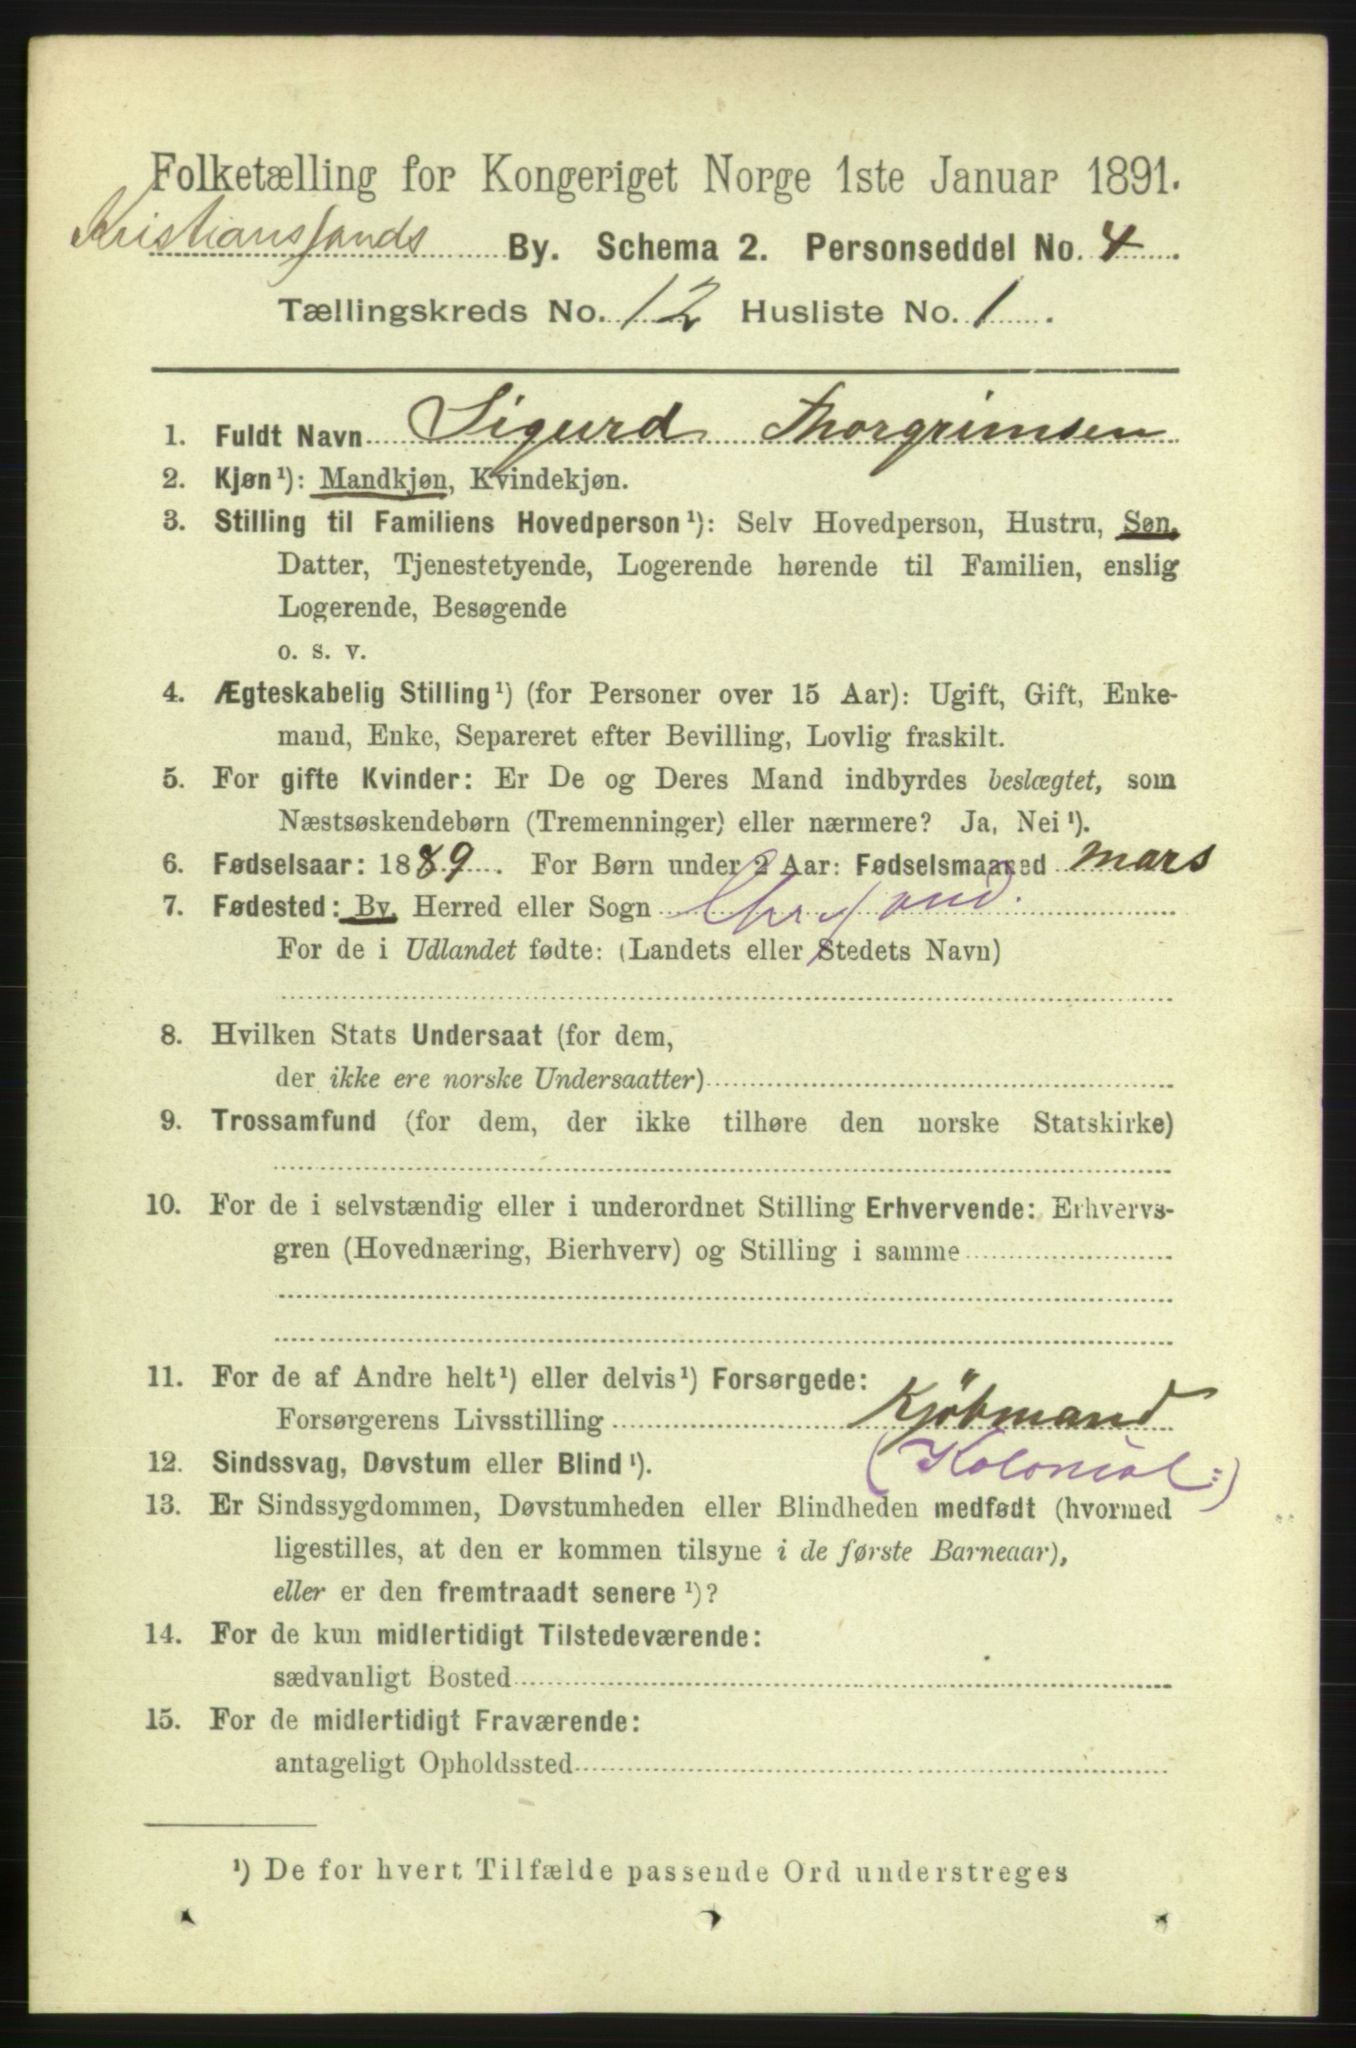 Folketælling for Kongeriget Norge 1ste Januar 1891.
Kristianssands By. Schema 2. Personseddel No. 4.
Tællingskreds No. 12 Husliste No. 1.
1. Fuldt Navn Sigurd Thorgrimsen
2. Kjøn¹): Mandkjøn, Kvindekjøn.
3. Stilling til Familiens Hovedperson¹): Selv Hovedperson, Hustru, Søn,
Datter, Tjenestetyende, Logerende hørende til Familien, enslig
Logerende, Besøgende
o. s. v.
4. Ægteskabelig Stilling¹) (for Personer over 15 Aar): Ugift, Gift, Enke-
mand, Enke, Separeret efter Bevilling, Lovlig fraskilt.
5. For gifte Kvinder: Er De og Deres Mand indbyrdes beslægtet, som
Næstsøskendebørn (Tremenninger) eller nærmere? Ja, Nei¹).
6. Fødselsaar: 1889. For Børn under 2 Aar: Fødselsmaaned mars
7. Fødested: By, Herred eller Sogn Chrsand.
For de i Udlandet fødte: (Landets eller Stedets Navn)
8. Hvilken Stats Undersaat (for dem,
der ikke ere norske Undersaatter)
9. Trossamfund (for dem, der ikke tilhøre den norske Statskirke)
10. For de i selvstændig eller i underordnet Stilling Erhvervende: Erhvervs-
gren (Hovednæring, Bierhverv) og Stilling i samme
11. For de af Andre helt¹) eller delvis¹) Forsørgede:
Forsørgerens Livsstilling Kjøbmand
(Kolonial:)
12. Sindssvag, Døvstum eller Blind¹).
13. Er Sindssygdommen, Døvstumheden eller Blindheden medfødt (hvormed
ligestilles, at den er kommen tilsyne i de første Barneaar),
eller er den fremtraadt senere¹)?
14. For de kun midlertidigt Tilstedeværende:
sædvanligt Bosted
15. For de midlertidigt Fraværende:
antageligt Opholdssted
¹) De for hvert Tilfælde passende Ord understreges